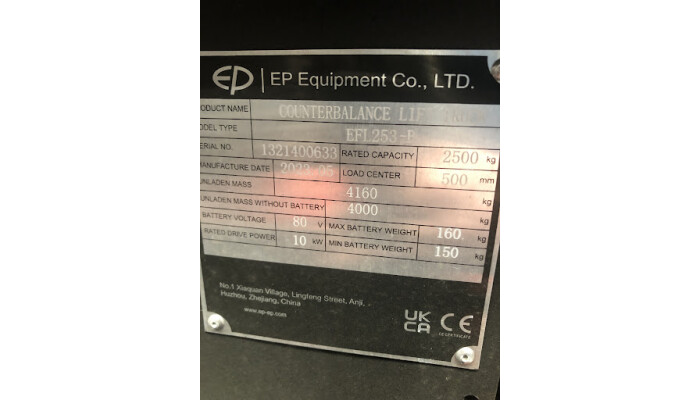 EP | EP Equipment Co., LTD.
PRODUCT NAME COUNTERBALANCE LIFT
MODEL TYPE EFL253-B
SERIAL NO. 1321400633 RATED CAPACITY 2500 kg
MANUFACTURE DATE LOAD CENTER 500 mm
UNLADEN MASS 4160 kg
UNLADEN MASS WITHOUT BATTERY 4000 kg
BATTERY VOLTAGE 80 V MAX BATTERY WEIGHT 160 kg
RATED DRIVE POWER 10 kW MIN BATTERY WEIGHT 150 kg
No.1 Xiaquan Village, Lingfeng Street, Anji,
Huzhou, Zhejiang, China
www.ep-ep.com
UK
CA CE